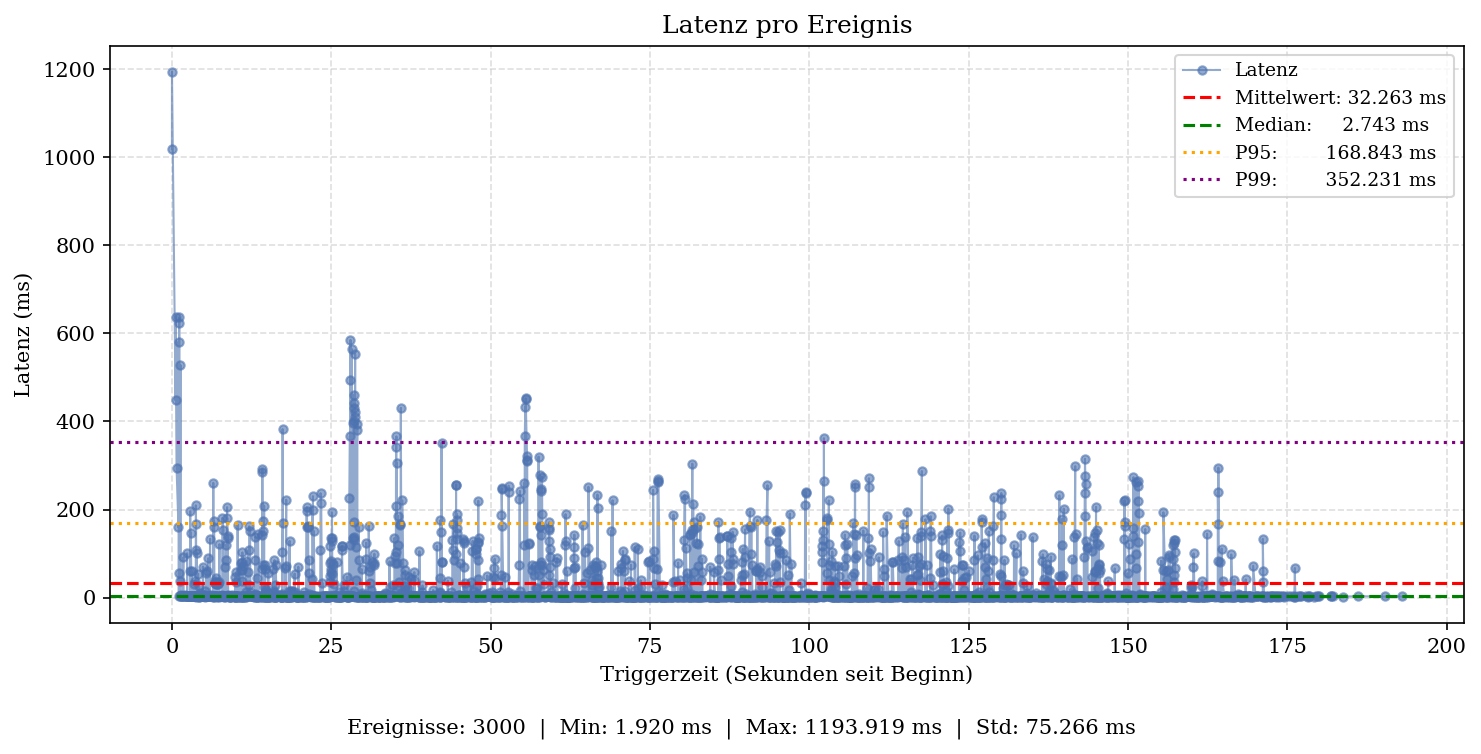 Latenz pro Ereignis
Latenz (ms)
1200
1000
800
600
400
200
0
Latenz
Mittelwert: 32.263 ms
Median: 2.743 ms
P95: 168.843 ms
P99: 352.231 ms
0 25 50 75 100 125 150 175 200
Triggerzeit (Sekunden seit Beginn)
Ereignisse: 3000 | Min: 1.920 ms | Max: 1193.919 ms | Std: 75.266 ms